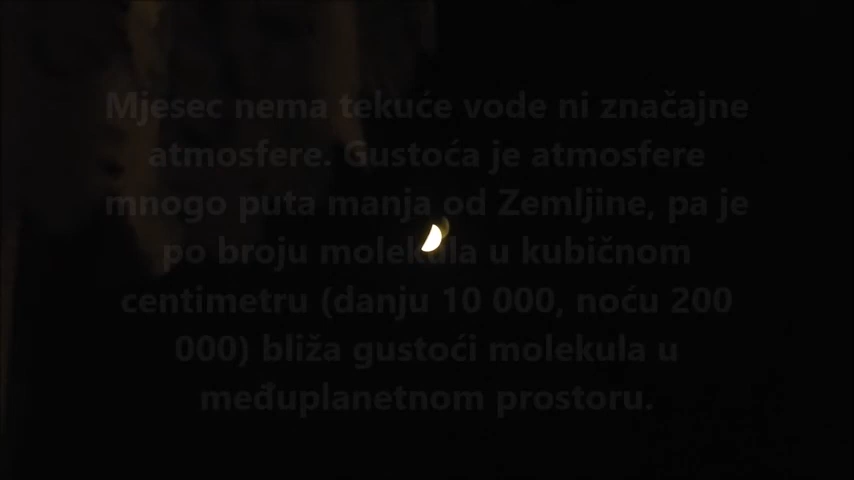 Mjesec nema tekuće vode ni značajne
atmosfere. Gustoća je atmosfere
mnogo puta manja od Zemljine, pa je
po broju molekula u kubičnom
centimetru (danju 10 000, noću 200
000) bliža gustoći molekula u
međuplanetnom prostoru.